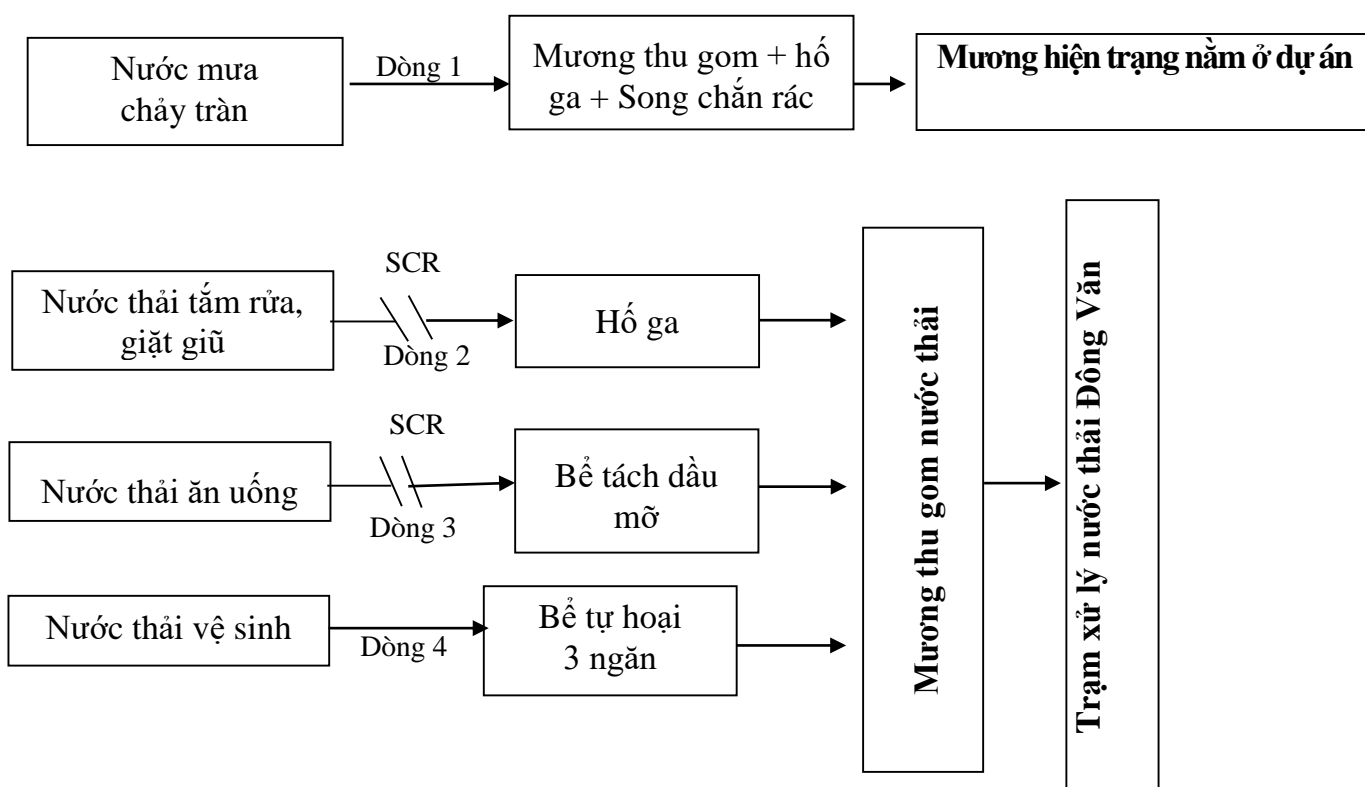 Nước mưa
chảy tràn
Dòng 1
Mương thu gom + hố
ga + Song chắn rác
Mương hiện trạng nằm ở dự án
SCR
Nước thải tắm rửa,
giặt giũ
Dòng 2
Hố ga
SCR
Nước thải ăn uống
Dòng 3
Bể tách dầu
mỡ
Nước thải vệ sinh
Dòng 4
Bể tự hoại
3 ngăn
Mương thu gom nước thải
Trạm xử lý nước thải Đông Văn